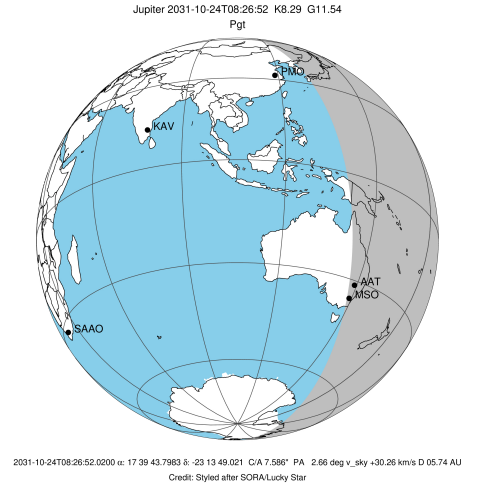 Jupiter 2031-10-24T08:26:52 K8.29 G11.54
Pgt
PMO
KAV
AAT
MSO
SAAO
2031-10-24T08:26:52.0200 α: 17 39 43.7983 δ: -23 13 49.021 C/A 7.586" PA 2.66 deg v_sky +30.26 km/s D 05.74 AU
Credit: Styled after SORA/Lucky Star